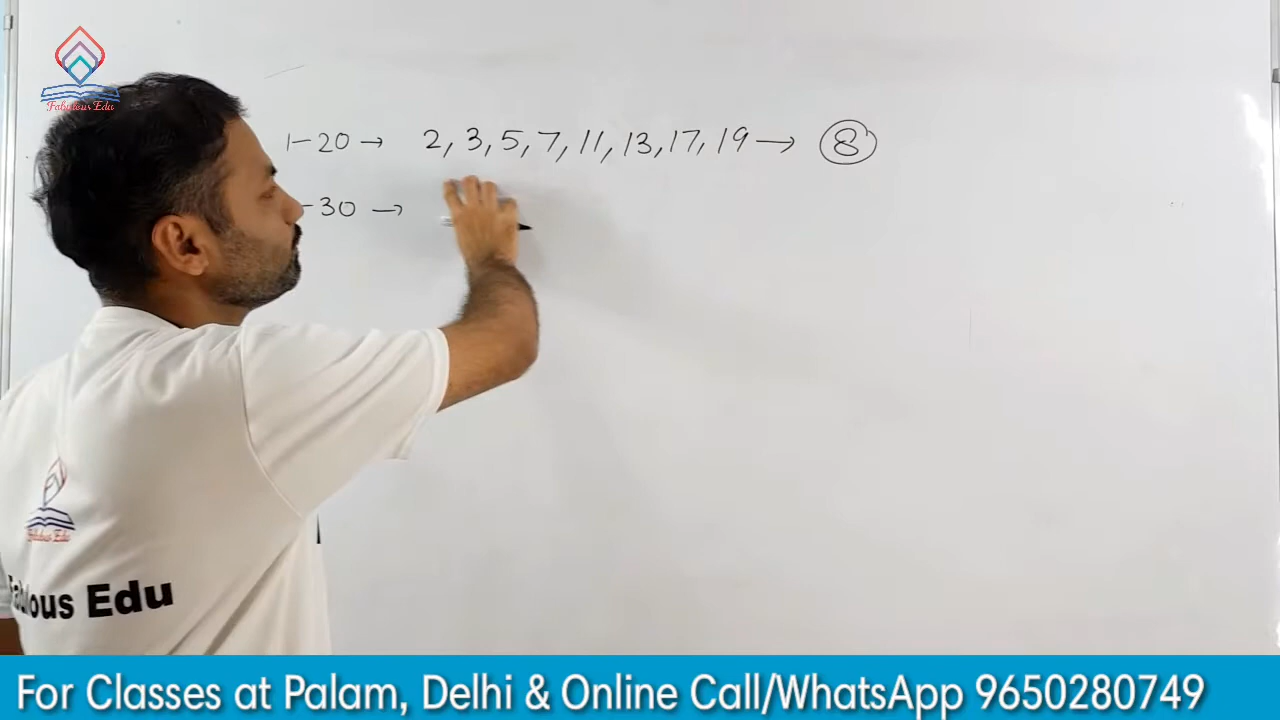 Fabulous Edu
1-20 → 2, 3, 5, 7, 11, 13, 17, 19 → 8
-30 →
Fabulous Edu
Edu
For Classes at Palam, Delhi & Online Call/WhatsApp 9650280749